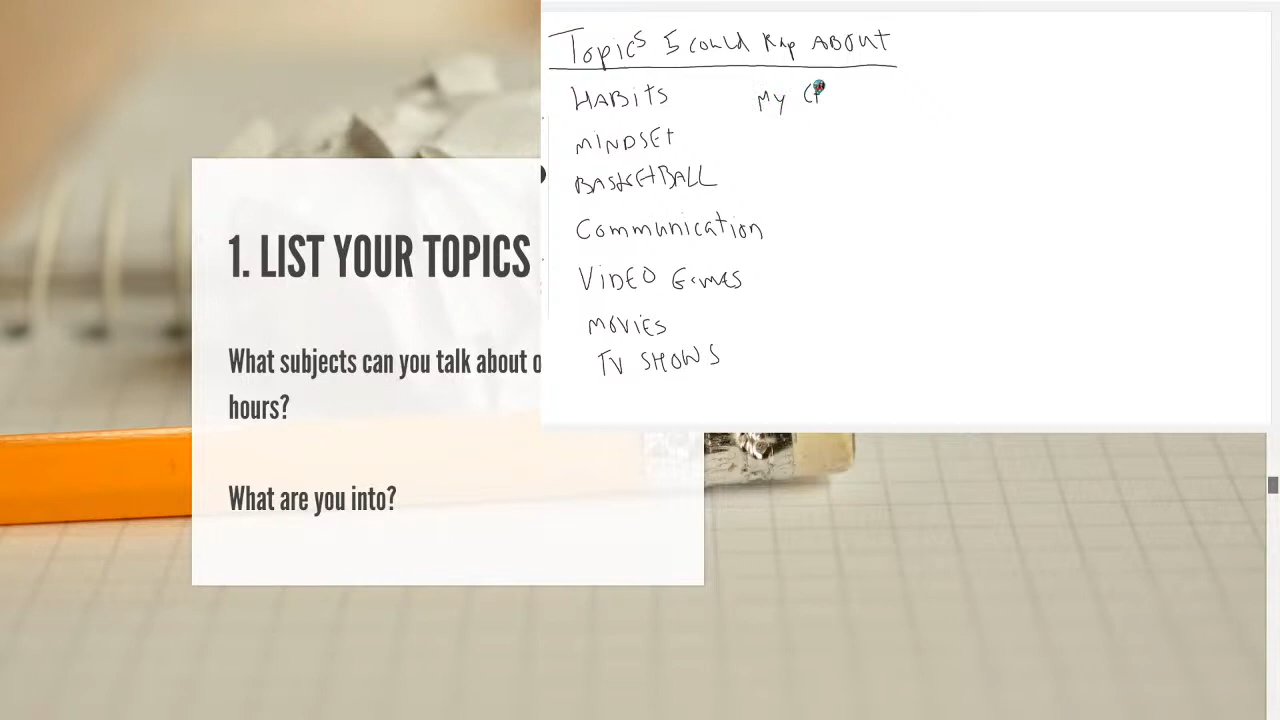 Topics I could Rap ABOUT
HABitS
My
MiNDSEt
BASKEtBALL
Communication
ViDEO GAmES
MOViES
TV SHOWS
1. LIST YOUR TOPICS
What subjects can you talk about
hours?
What are you into?